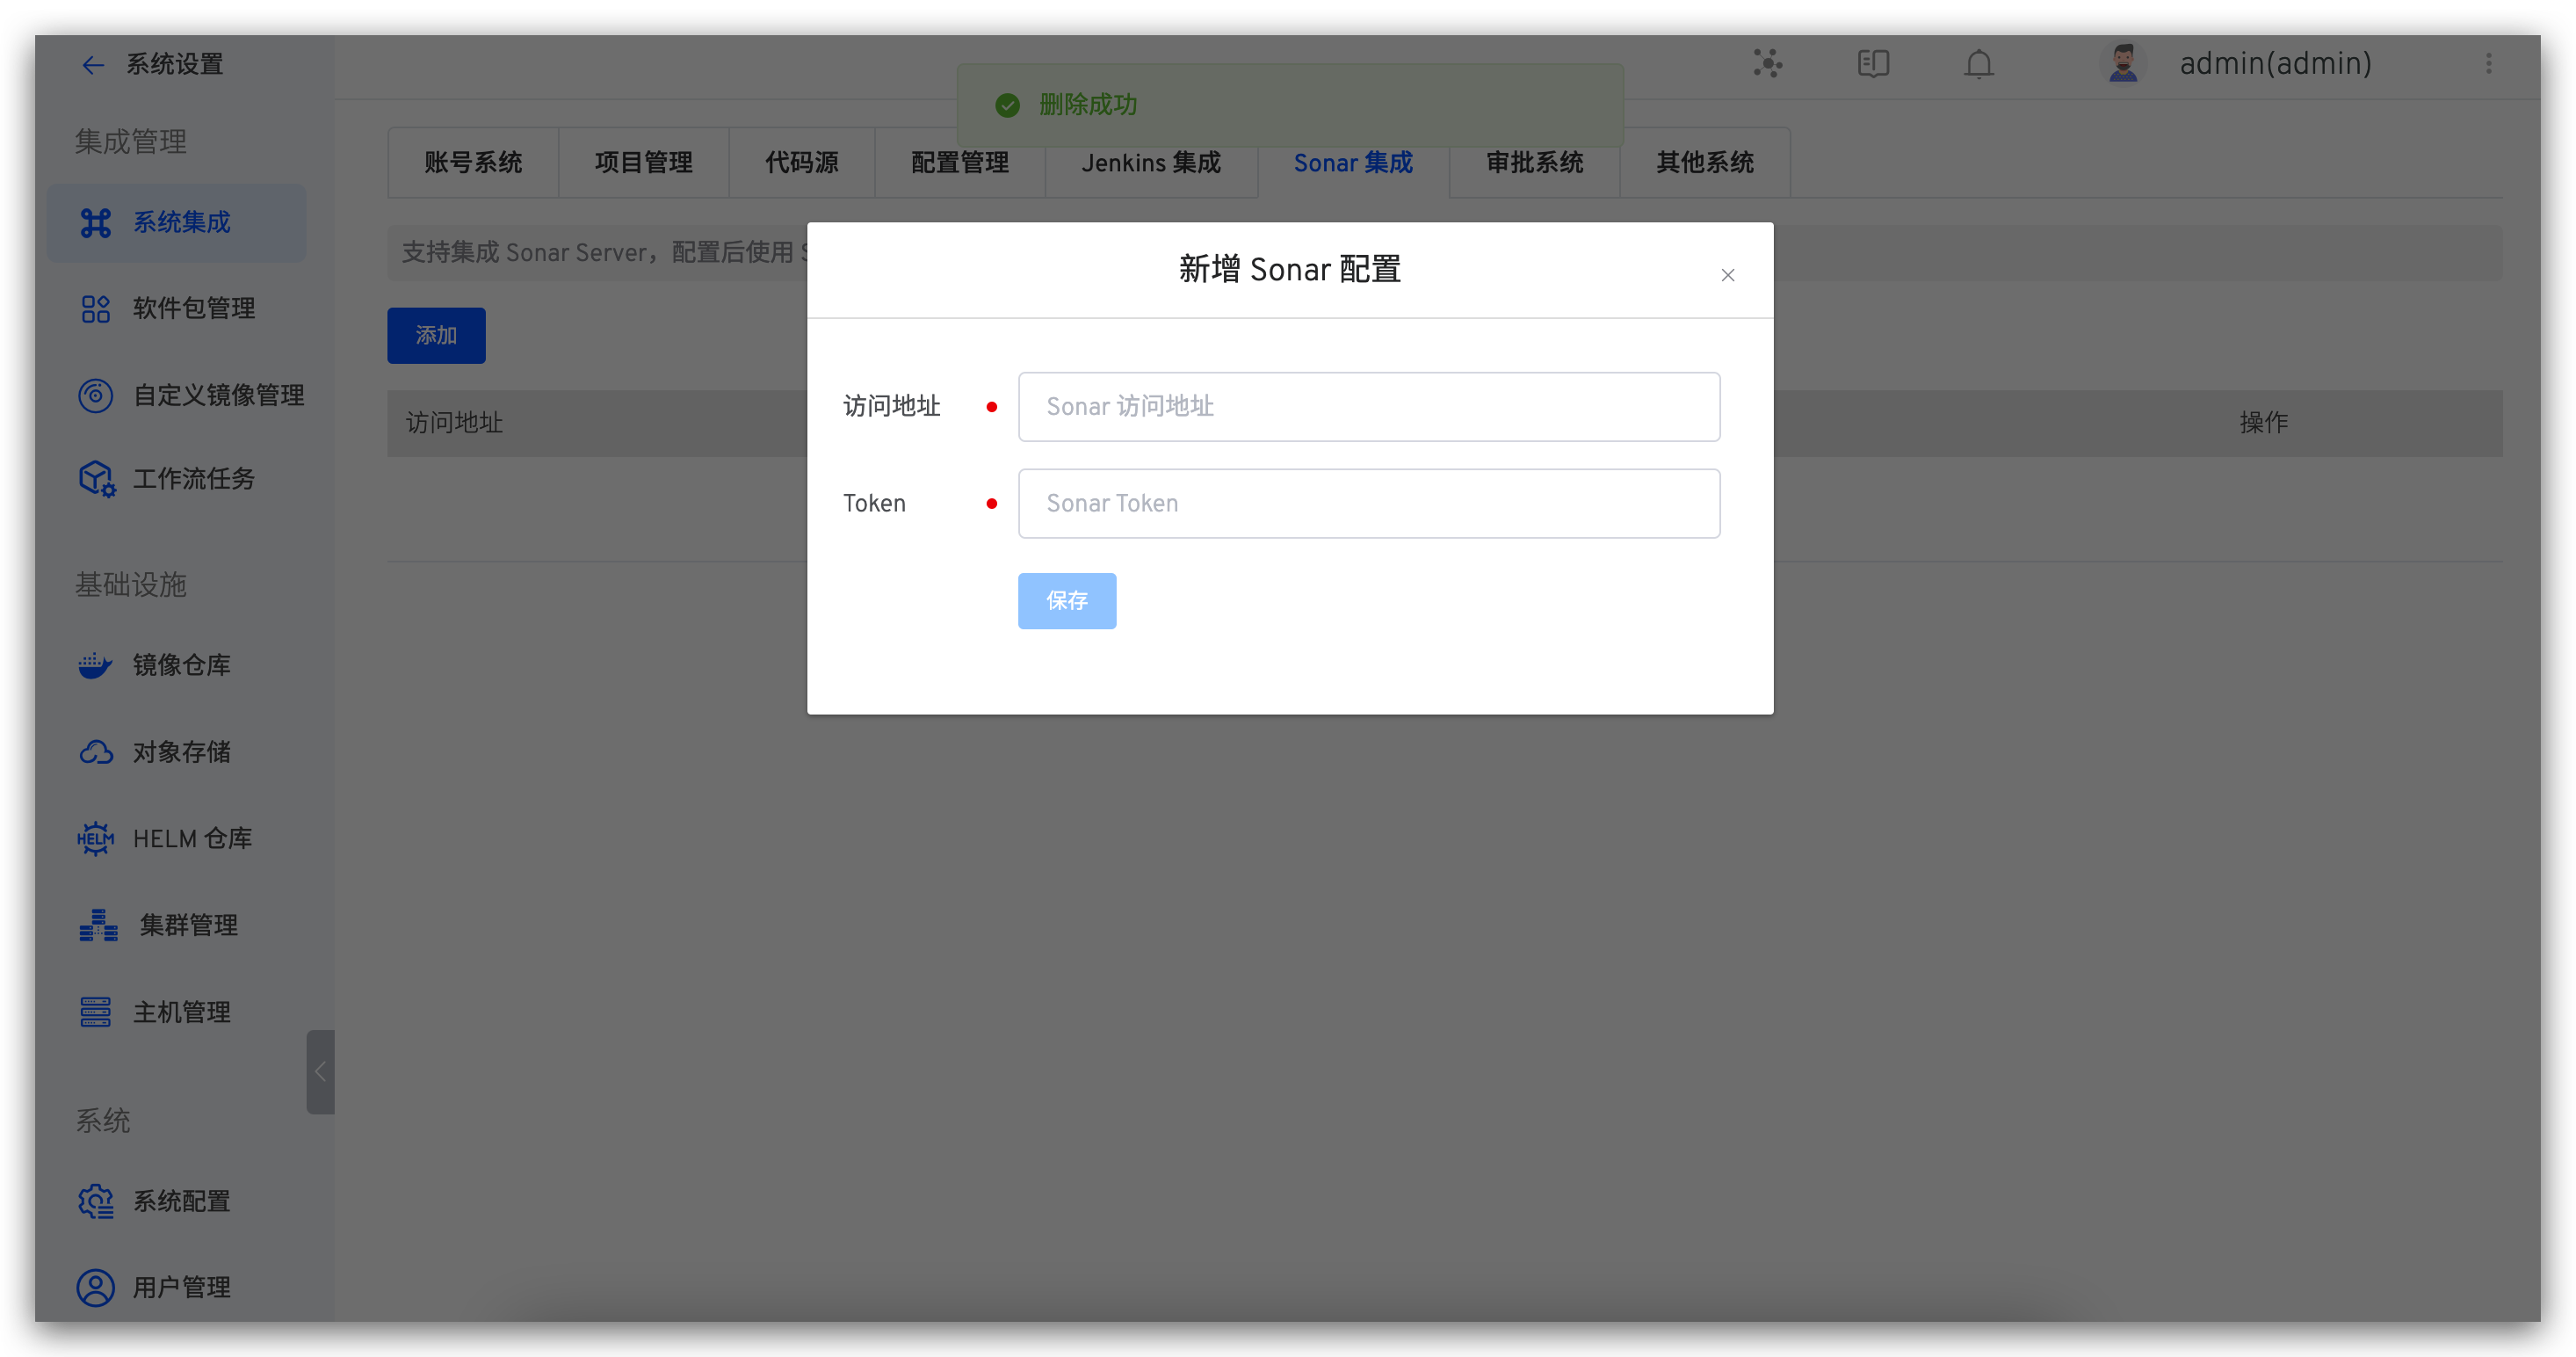 系统设置
admin(admin)
删除成功
集成管理
系统集成
软件包管理
自定义镜像管理
工作流任务
基础设施
镜像仓库
对象存储
HELM
HELM 仓库
集群管理
主机管理
系统
系统配置
用户管理
账号系统
项目管理
代码源
配置管理
Jenkins 集成
Sonar 集成
审批系统
其他系统
支持集成 Sonar Server，配置后使用
添加
访问地址
操作
新增 Sonar 配置
访问地址
Sonar 访问地址
Token
Sonar Token
保存